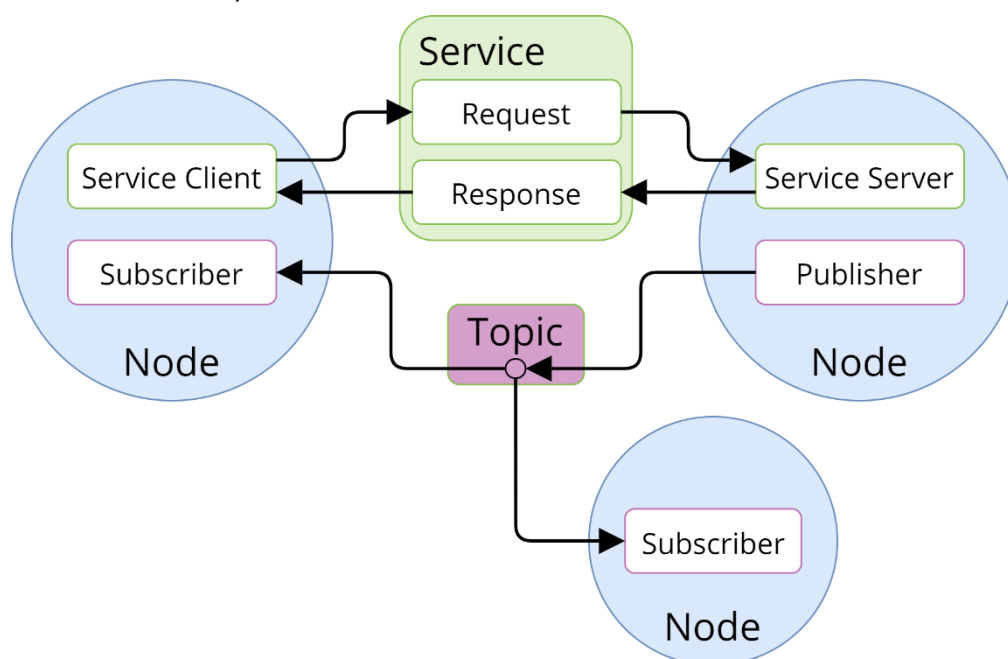 Service
Request
Service Client
Service Server
Response
Subscriber
Publisher
Topic
Node
Node
Subscriber
Node